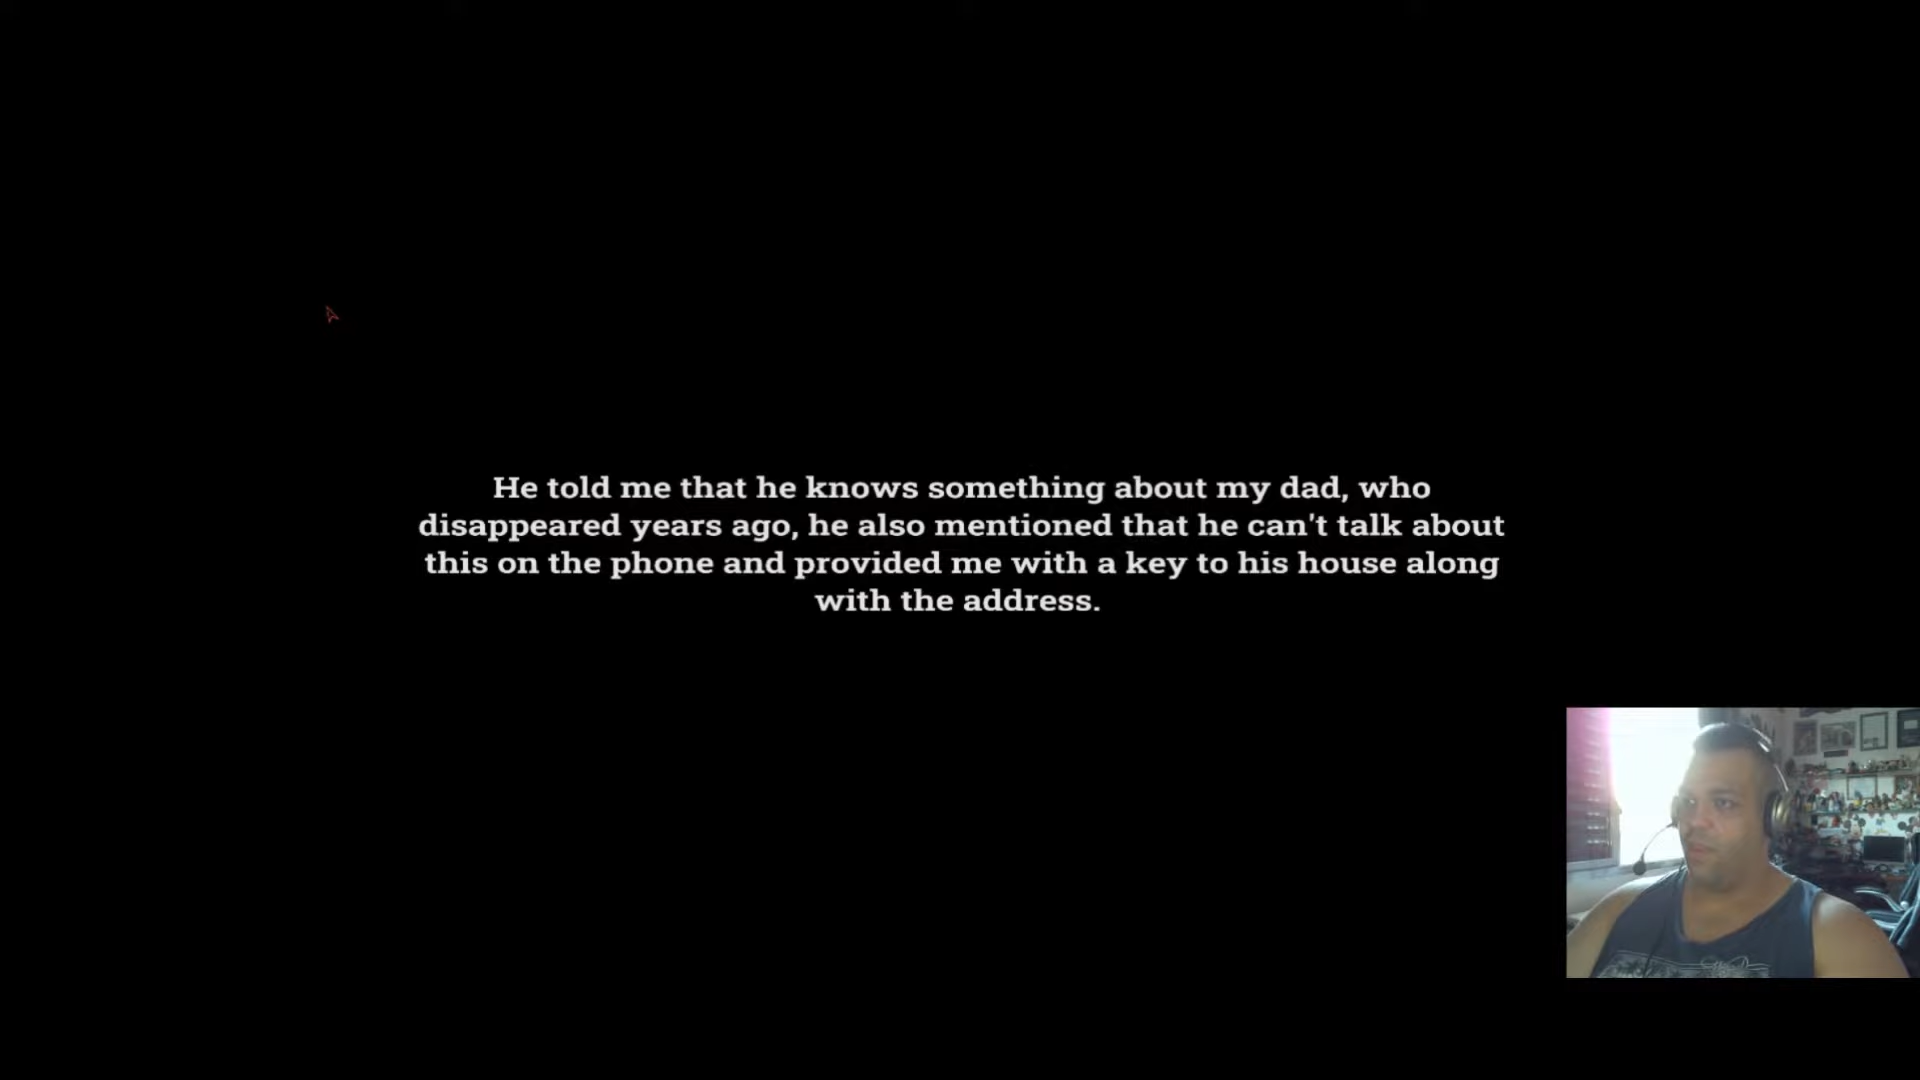 He told me that he knows something about my dad, who
disappeared years ago, he also mentioned that he can't talk about
this on the phone and provided me with a key to his house along
with the address.